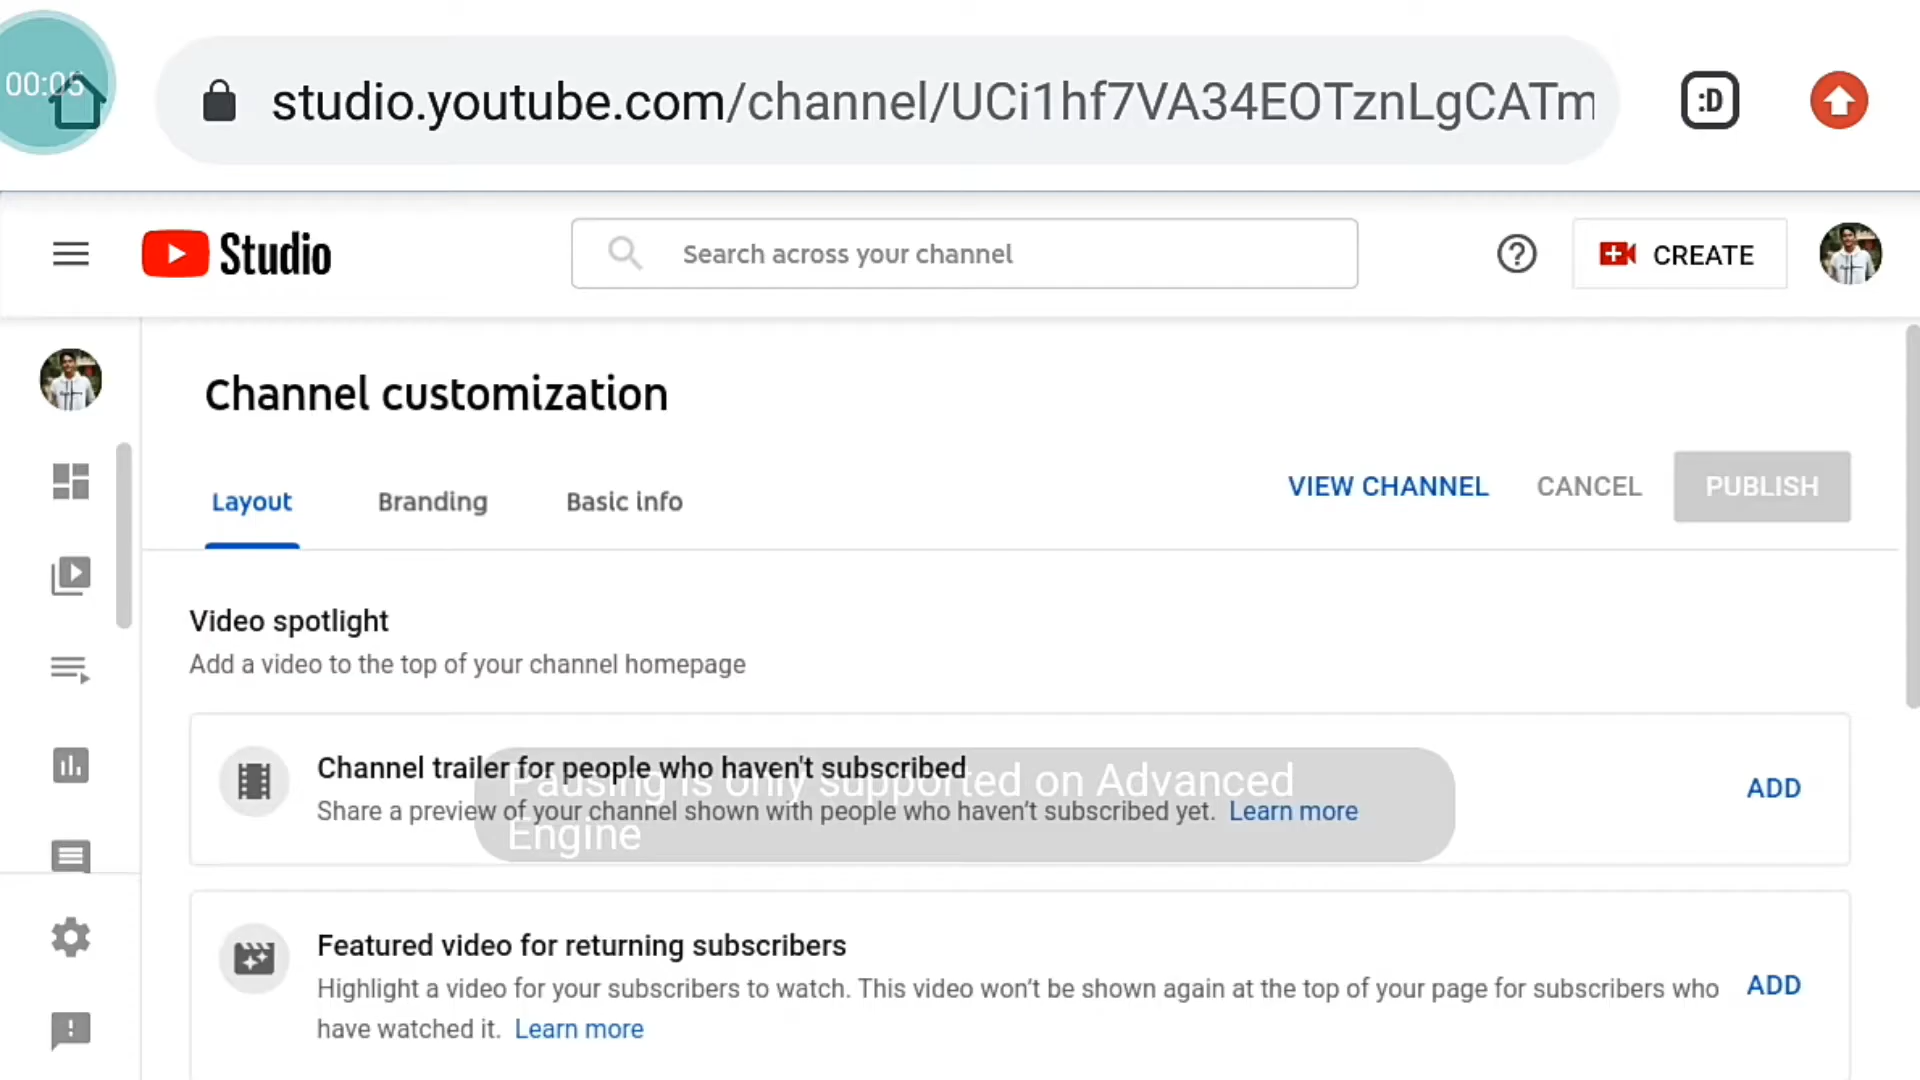 00:05
studio.youtube.com/channel/UCi1hf7VA34EOTznLgCATm
:D
Studio
Search across your channel
CREATE
Channel customization
Layout
Branding
Basic info
VIEW CHANNEL
CANCEL
PUBLISH
Video spotlight
Add a video to the top of your channel homepage
Channel trailer for people who haven't subscribed
Share a preview of your channel shown with people who haven’t subscribed yet. Learn more
ADD
Pausing is only supported on Advanced
Engine
Featured video for returning subscribers
Highlight a video for your subscribers to watch. This video won’t be shown again at the top of your page for subscribers who
have watched it. Learn more
ADD